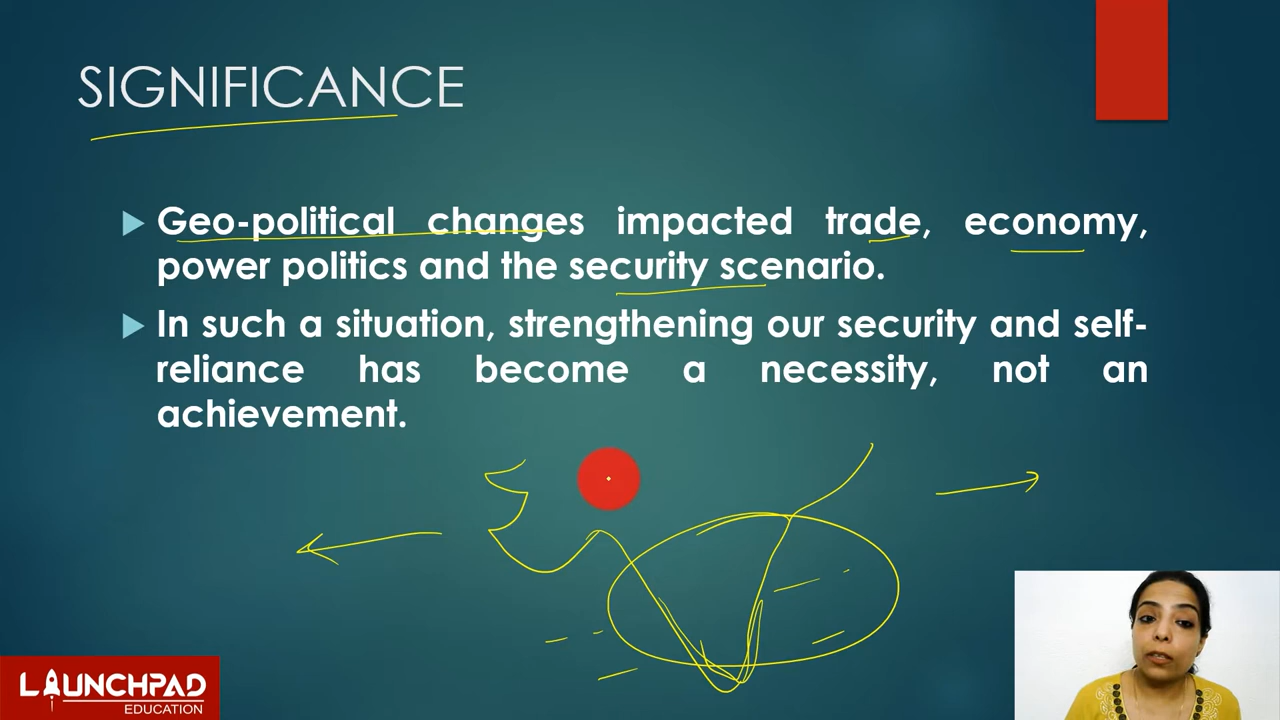 SIGNIFICANCE
Geo-political changes impacted trade, economy,
power politics and the security scenario.
In such a situation, strengthening our security and self-
reliance has become a necessity, not an
achievement.
LAUNCHPAD
EDUCATION